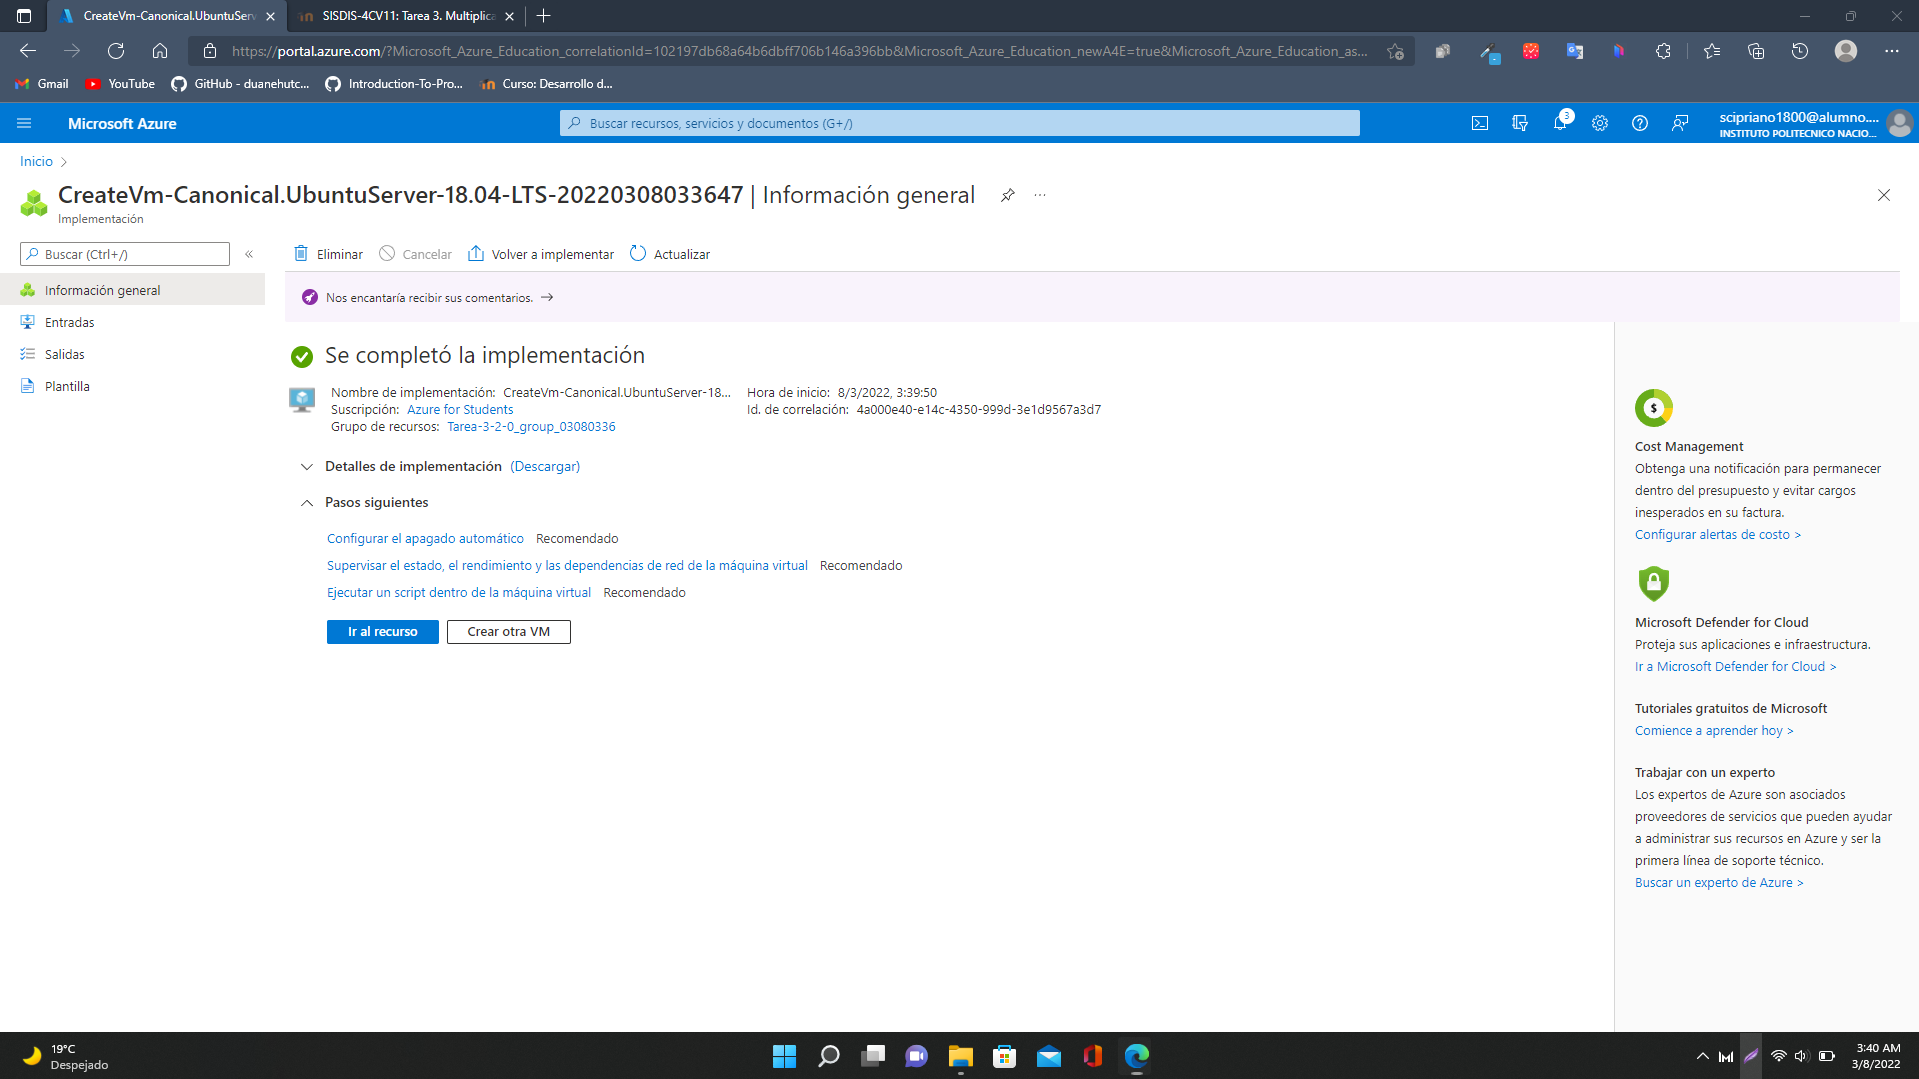 CreateVm-Canonical.UbuntuServ
SISDIS-4CV11: Tarea 3. Multiplica
https://portal.azure.com/?Microsoft_Azure_Education_correlationId=102197db68a64b6dbff706b146a396bb&Microsoft_Azure_Education_newA4E=true&Microsoft_Azure_Education_as...
Gmail
YouTube
GitHub - duanehutc...
Introduction-To-Pro...
Curso: Desarrollo d...
Microsoft Azure
Buscar recursos, servicios y documentos (G+/)
3
scipriano1800@alumno....
INSTITUTO POLITECNICO NACIO...
Inicio
CreateVm-Canonical.UbuntuServer-18.04-LTS-20220308033647 | Información general
Implementación
Buscar (Ctrl+/)
Información general
Entradas
Salidas
Plantilla
Eliminar
Cancelar
Volver a implementar
Actualizar
Nos encantaría recibir sus comentarios. →
Se completó la implementación
Nombre de implementación: CreateVm-Canonical.UbuntuServer-18...
Suscripción: Azure for Students
Grupo de recursos: Tarea-3-2-0_group_03080336
Hora de inicio: 8/3/2022, 3:39:50
Id. de correlación: 4a000e40-e14c-4350-999d-3e1d9567a3d7
Detalles de implementación (Descargar)
Pasos siguientes
Configurar el apagado automático Recomendado
Supervisar el estado, el rendimiento y las dependencias de red de la máquina virtual Recomendado
Ejecutar un script dentro de la máquina virtual Recomendado
Ir al recurso
Crear otra VM
Cost Management
Obtenga una notificación para permanecer
dentro del presupuesto y evitar cargos
inesperados en su factura.
Configurar alertas de costo >
Microsoft Defender for Cloud
Proteja sus aplicaciones e infraestructura.
Ir a Microsoft Defender for Cloud >
Tutoriales gratuitos de Microsoft
Comience a aprender hoy >
Trabajar con un experto
Los expertos de Azure son asociados
proveedores de servicios que pueden ayudar
a administrar sus recursos en Azure y ser la
primera línea de soporte técnico.
Buscar un experto de Azure >
19°C
Despejado
3:40 AM
3/8/2022